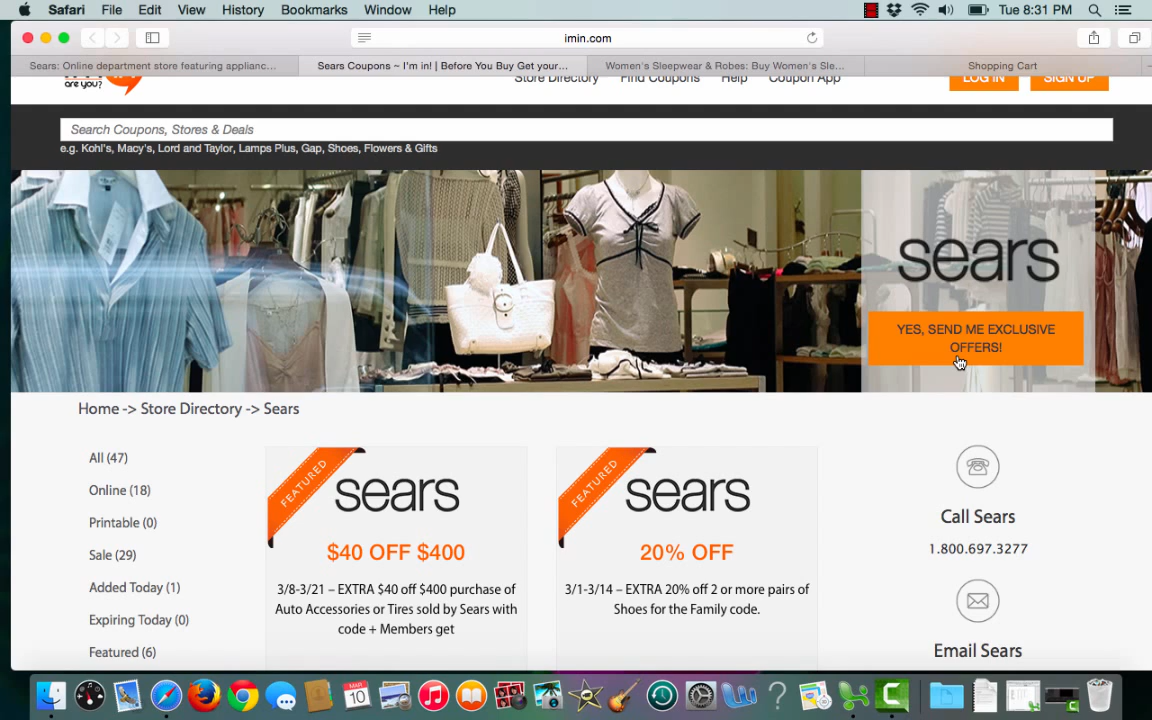 Safari File Edit View History Bookmarks Window Help Tue 8:31 PM
imin.com
Sears: Online department store featuring applianc... Sears Coupons ~ I'm in! | Before You Buy Get your... Women's Sleepwear & Robes: Buy Women's Sle... Shopping Cart
are you? Store Directory Find Coupons Help Coupon App LOG IN SIGN UP
Search Coupons, Stores & Deals
e.g. Kohl's, Macy's, Lord and Taylor, Lamps Plus, Gap, Shoes, Flowers & Gifts
sears
YES, SEND ME EXCLUSIVE
OFFERS!
Home -> Store Directory -> Sears
All (47)
Online (18)
Printable (0)
Sale (29)
Added Today (1)
Expiring Today (0)
Featured (6)
FEATURED
sears
$40 OFF $400
3/8-3/21 – EXTRA $40 off $400 purchase of
Auto Accessories or Tires sold by Sears with
code + Members get
FEATURED
sears
20% OFF
3/1-3/14 – EXTRA 20% off 2 or more pairs of
Shoes for the Family code.
Call Sears
1.800.697.3277
Email Sears
MAR
10